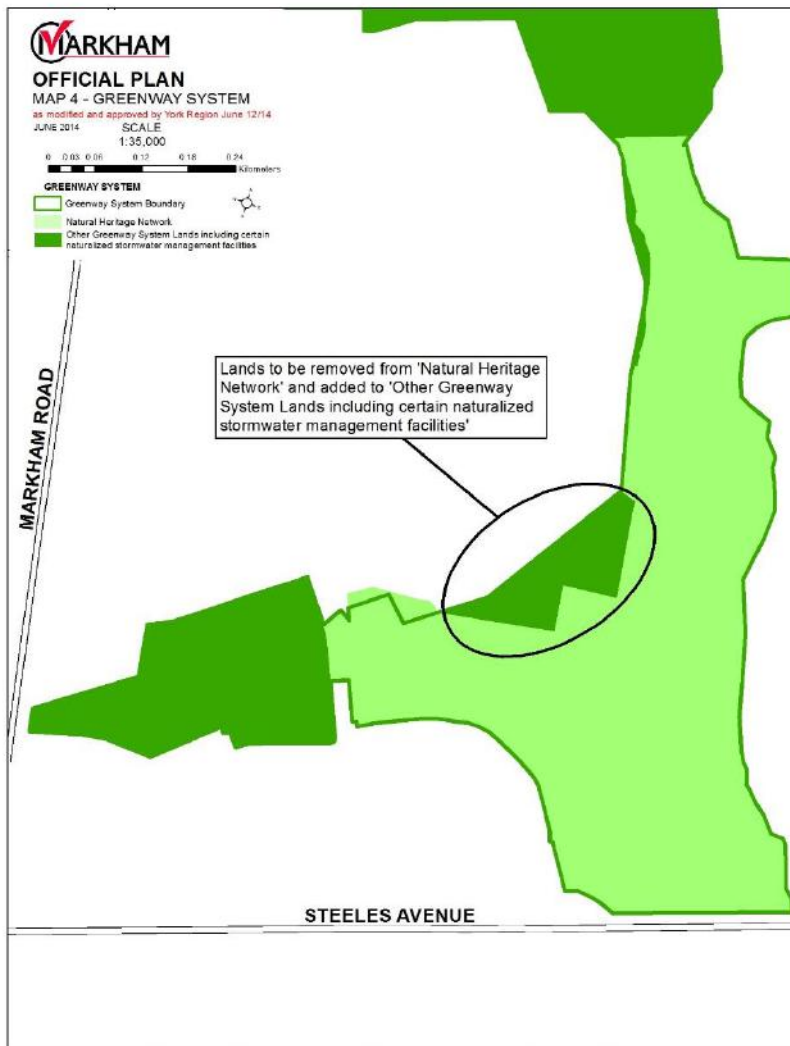 MARKHAM
OFFICIAL PLAN
MAP 4 - GREENWAY SYSTEM
as modified and approved by York Region June 12/14
JUNE 2014
SCALE
1:35,000
0 0.03 0.06 0.12 0.18 0.24
Kilometers
GREENWAY SYSTEM
Greenway System Boundary
Natural Heritage Network
Other Greenway System Lands including certain
naturalized stormwater management facilities
Lands to be removed from 'Natural Heritage
Network' and added to 'Other Greenway
System Lands including certain naturalized
stormwater management facilities'
MARKHAM ROAD
STEELES AVENUE